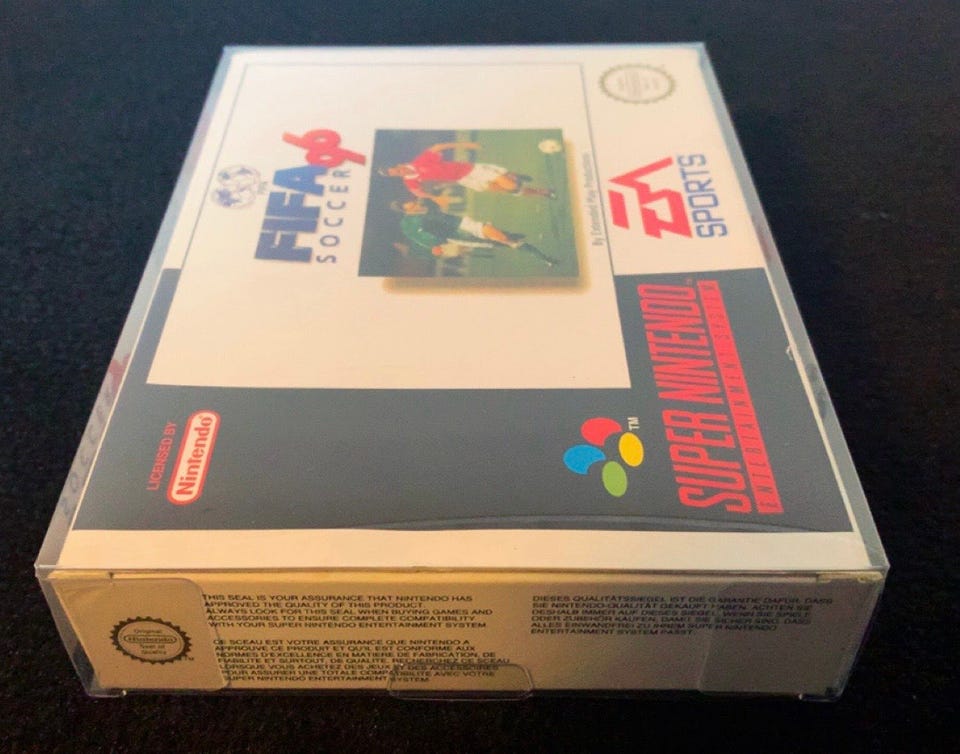 FIFA 96
SOCCER
By Extended Play Productions
EA
SPORTS
SUPER NINTENDO
ENTERTAINMENT SYSTEM
TM
LICENSED BY
Nintendo®
Original
Nintendo
Seal of
Quality
TM
THIS SEAL IS YOUR ASSURANCE THAT NINTENDO HAS
APPROVED THE QUALITY OF THIS PRODUCT.
ALWAYS LOOK FOR THIS SEAL WHEN BUYING GAMES AND
ACCESSORIES TO ENSURE COMPLETE COMPATIBILITY
WITH YOUR SUPER NINTENDO ENTERTAINMENT SYSTEM.
CE SCEAU EST VOTRE ASSURANCE QUE NINTENDO A
APPROUVE CE PRODUIT ET QU'IL EST CONFORME AUX
NORMES D'EXCELLENCE EN MATIERE DE FABRICATION, DE
FIABILITE ET SURTOUT, DE QUALITE. RECHERCHEZ CE SCEAU
LORSQUE VOUS ACHETEZ DES JEUX ET DES ACCESSOIRES
POUR ASSURER UNE TOTALE COMPATIBILITE AVEC VOTRE
SUPER NINTENDO ENTERTAINMENT SYSTEM.
DIESES QUALITÄTSSIEGEL IST DIE GARANTIE DAFÜR, DASS
SIE NINTENDO-QUALITÄT GEKAUFT HABEN. ACHTEN SIE
DESHALB IMMER AUF DIESES SIEGEL, WENN SIE SPIELE
ODER ZUBEHÖR KAUFEN, DAMIT SIE SICHER SIND, DASS
ALLES EINWANDFREI ZU IHREM SUPER NINTENDO
ENTERTAINMENT SYSTEM PASST.